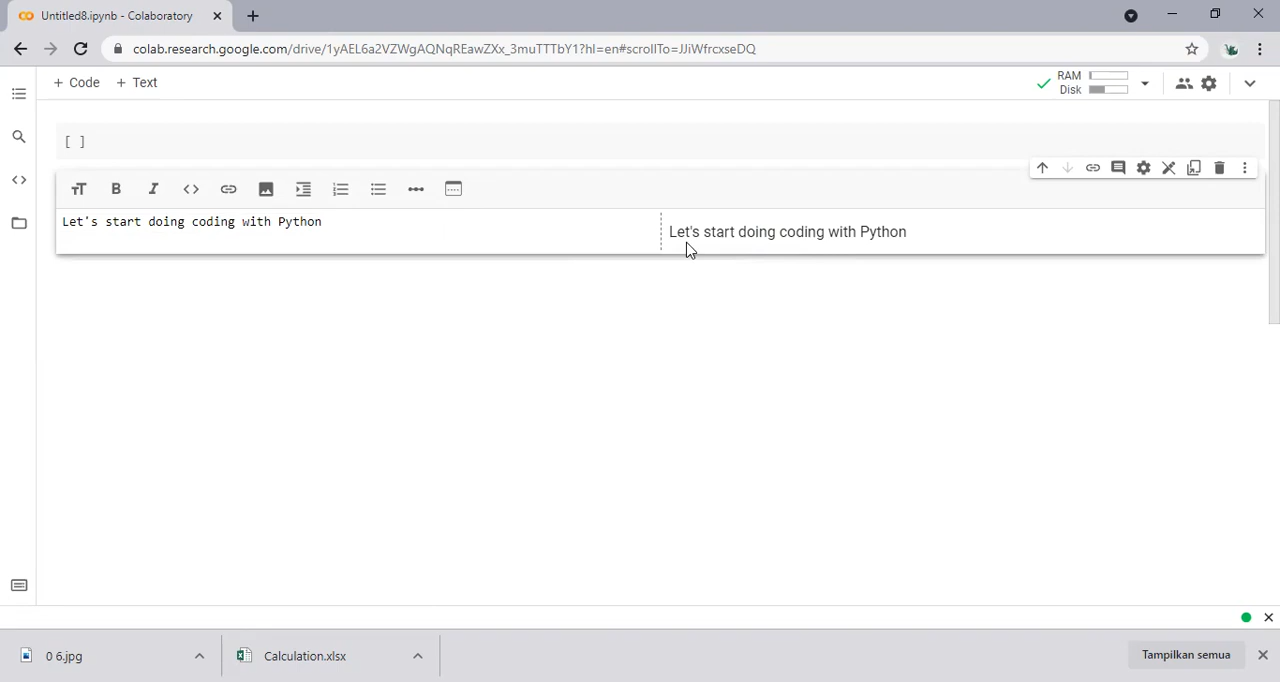 Untitled8.ipynb - Colaboratory
colab.research.google.com/drive/1yAEL6a2VZWgAQNqREawZXx_3muTTTbY1?hl=en#scrollTo=JJiWfrcxseDQ
+ Code + Text
RAM
Disk
[ ]
Let's start doing coding with Python
Let's start doing coding with Python
0 6.jpg
Calculation.xlsx
Tampilkan semua